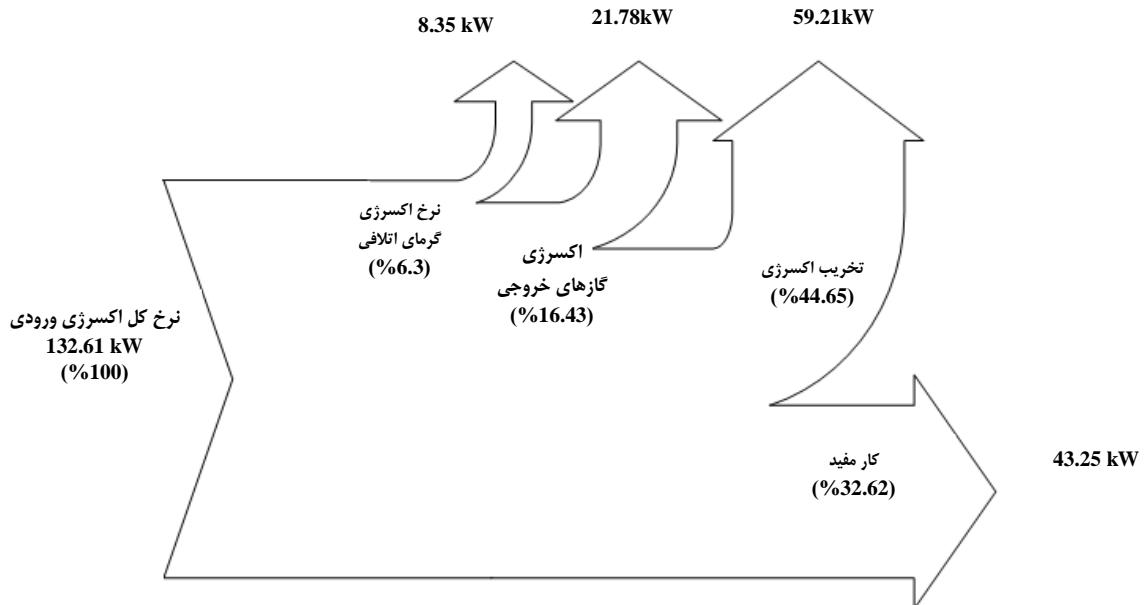 8.35 kW
21.78kW
59.21kW
نرخ اکسرژی
گرمای اتلافی
(%6.3)
اکسرژی
گازهای خروجی
(%16.43)
تخریب اکسرژی
(%44.65)
نرخ کل اکسرژی ورودی
132.61 kW
(%100)
کار مفید
(%32.62)
43.25 kW